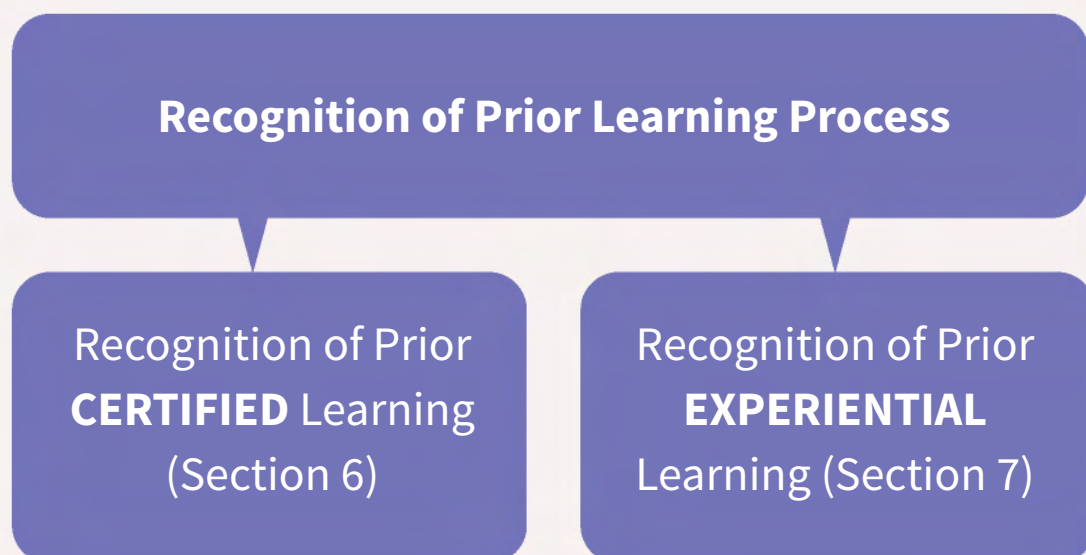 Recognition of Prior Learning Process
Recognition of Prior
CERTIFIED Learning
(Section 6)
Recognition of Prior
EXPERIENTIAL
Learning (Section 7)